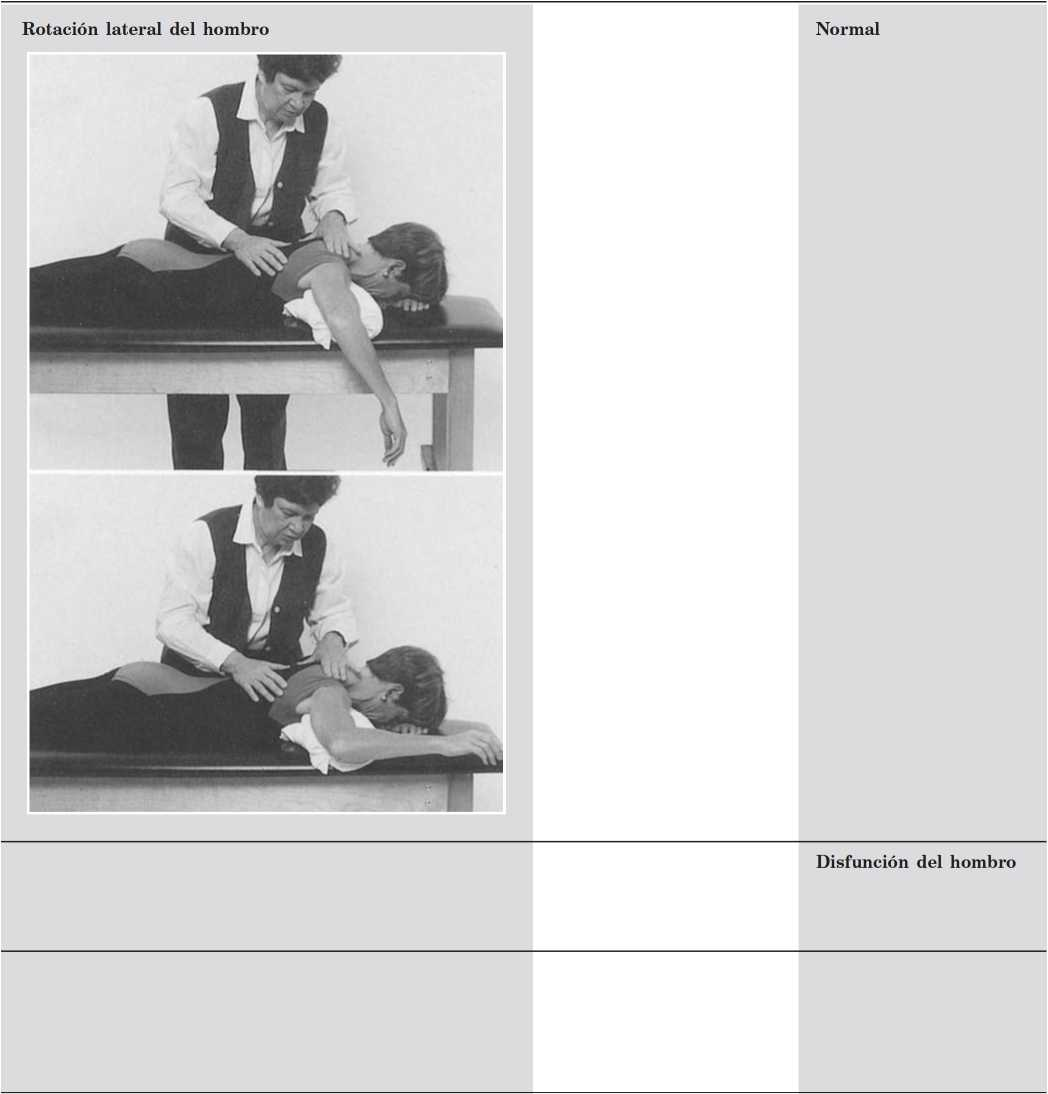 Rotación lateral del hombro
Normal
Disfunción del hombro